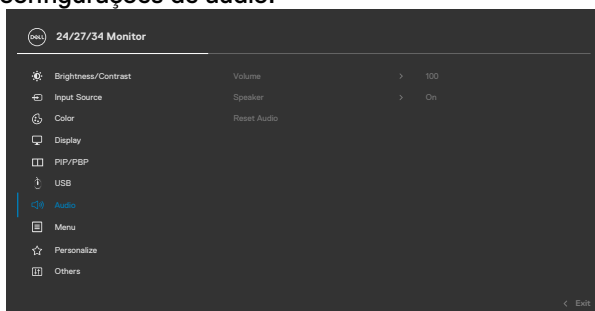 configurações de áudio.
DELL 24/27/34 Monitor
Brightness/Contrast Volume > 100
Input Source Speaker > On
Color Reset Audio
Display
PIP/PBP
USB
Audio
Menu
Personalize
Others
< Exit